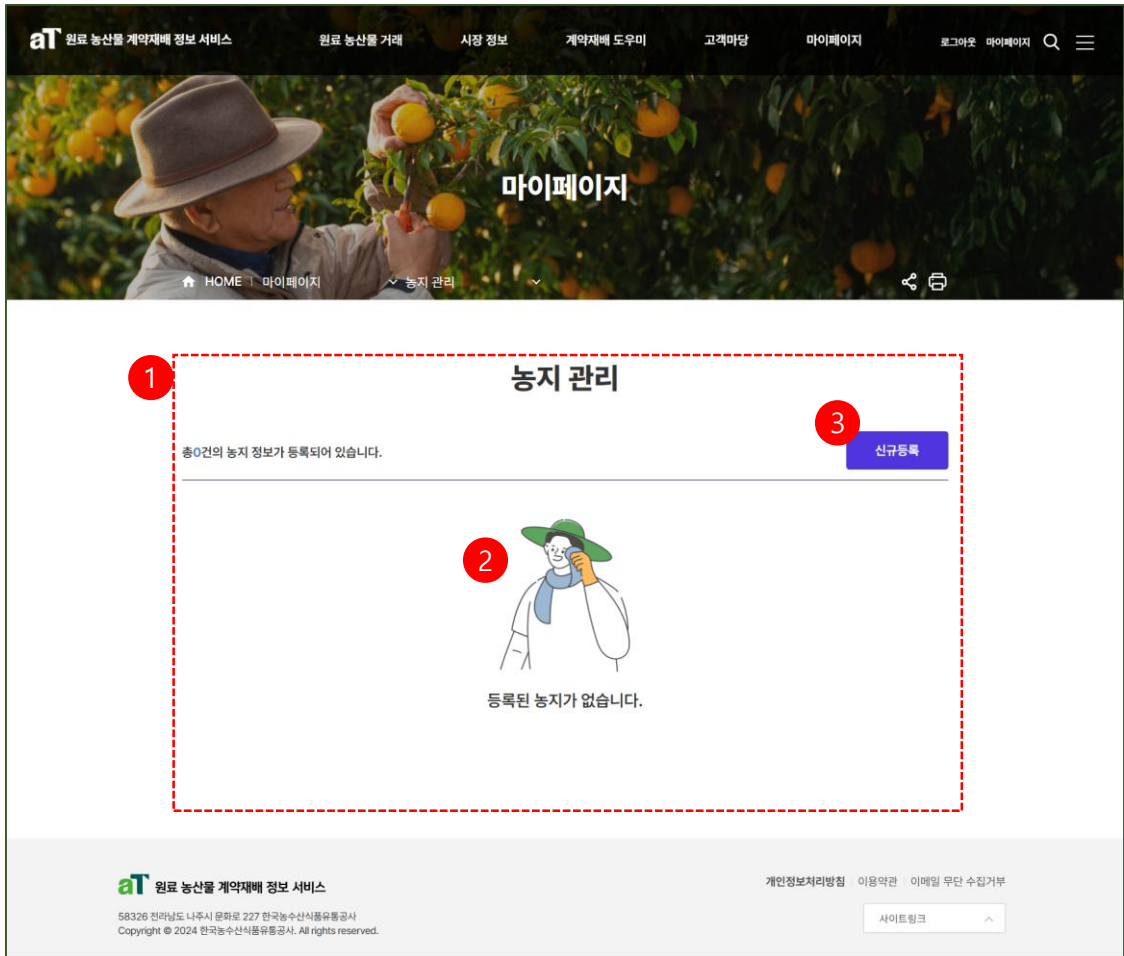 aT 원료 농산물 계약재배 정보 서비스 원료 농산물 거래 시장 정보 계약재배 도우미 고객마당 마이페이지 로그아웃 마이페이지
마이페이지
HOME 마이페이지 농지 관리
1
농지 관리
3
총0건의 농지 정보가 등록되어 있습니다. 신규등록
2
등록된 농지가 없습니다.
aT 원료 농산물 계약재배 정보 서비스
개인정보처리방침 이용약관 이메일 무단 수집거부
58326 전라남도 나주시 문화로 227 한국농수산식품유통공사
사이트링크
Copyright © 2024 한국농수산식품유통공사. All rights reserved.